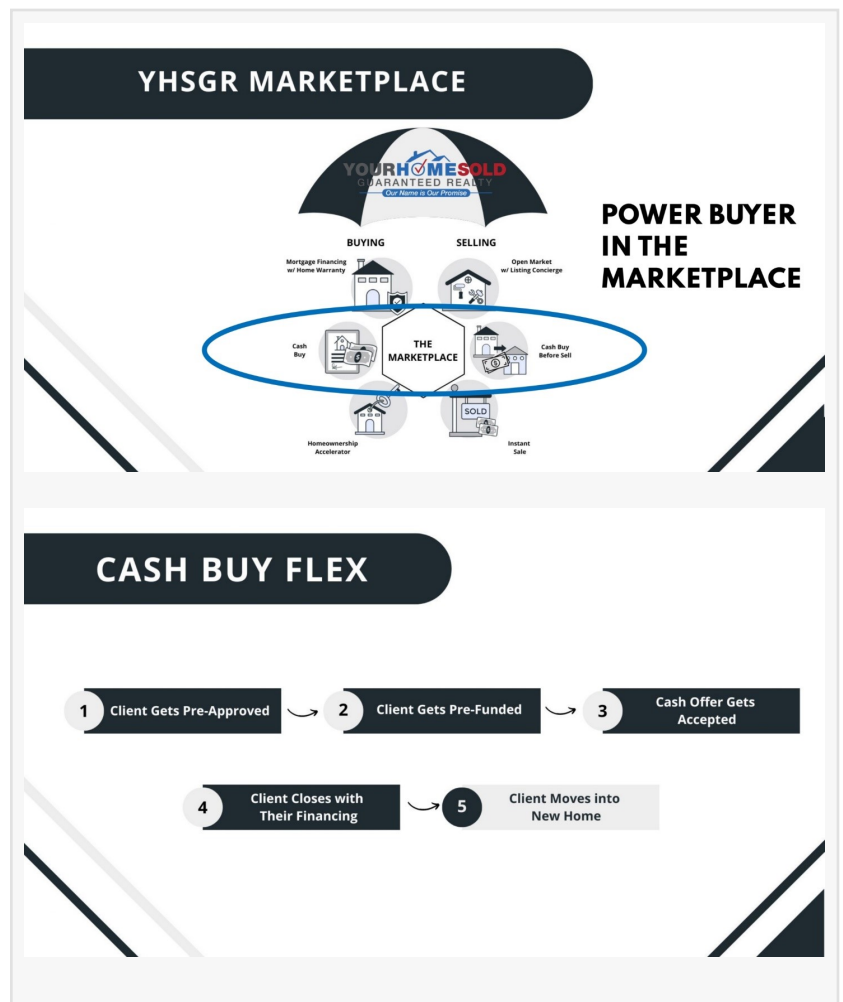 YHSGR MARKETPLACE
YOURHOMESOLD
GUARANTEED REALTY
Our Name is Our Promise
POWER BUYER
IN THE
MARKETPLACE
BUYING
SELLING
Mortgage Financing
w/ Home Warranty
Open Market
w/ Listing Concierge
Cash
Buy
THE
MARKETPLACE
Cash Buy
Before Sell
SOLD
Homeownership
Accelerator
Instant
Sale
CASH BUY FLEX
1 Client Gets Pre-Approved
2 Client Gets Pre-Funded
3 Cash Offer Gets
Accepted
4 Client Closes with
Their Financing
5 Client Moves into
New Home